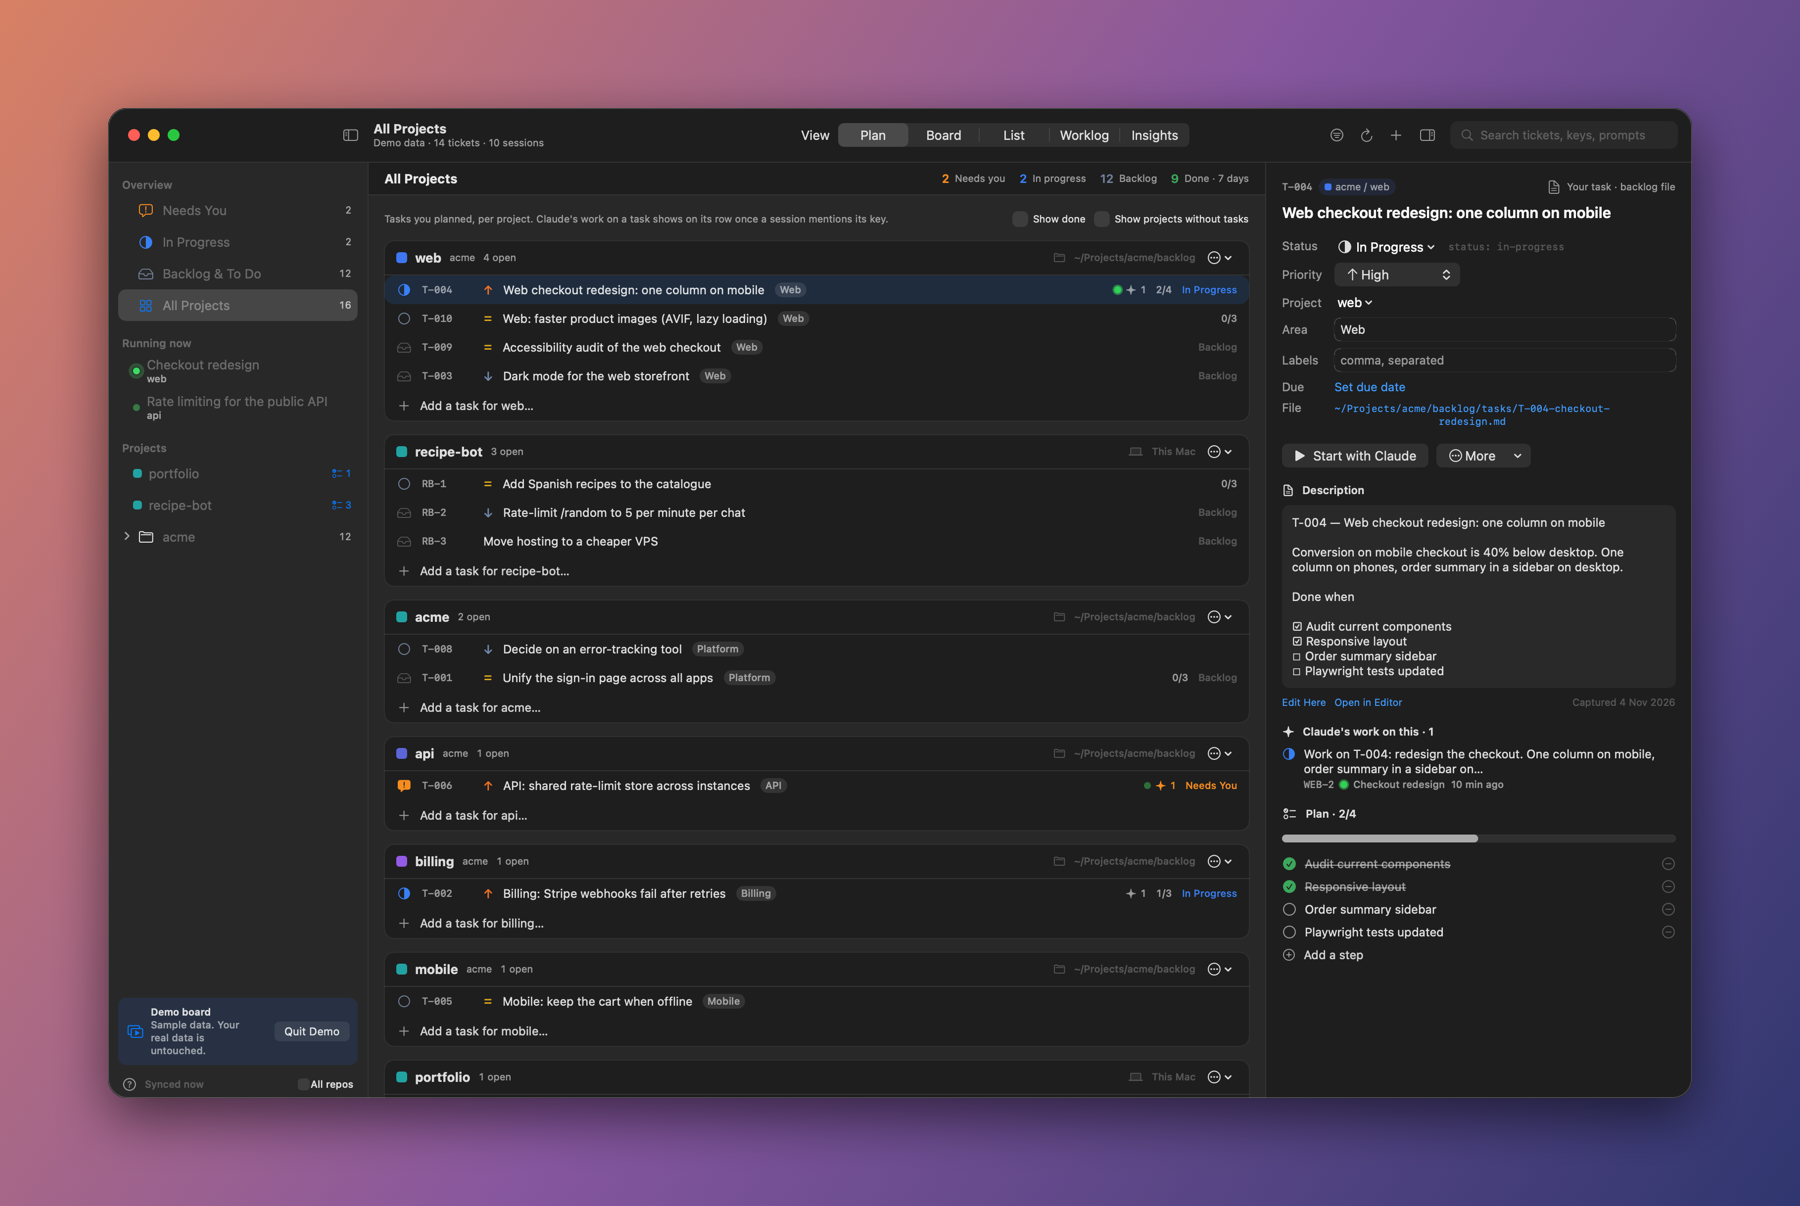 All Projects
Demo data · 14 tickets · 10 sessions
View
Plan
Board
List
Worklog
Insights
Search tickets, keys, prompts
Overview
Needs You 2
In Progress 2
Backlog & To Do 12
All Projects 16
Running now
Checkout redesign
web
Rate limiting for the public API
api
Projects
portfolio 1
recipe-bot 3
acme 12
Demo board
Sample data. Your
real data is
untouched.
Quit Demo
Synced now
All repos
All Projects
2 Needs you 2 In progress 12 Backlog 9 Done · 7 days
Tasks you planned, per project. Claude's work on a task shows on its row once a session mentions its key.
Show done
Show projects without tasks
web acme 4 open ~/Projects/acme/backlog
T-004 Web checkout redesign: one column on mobile Web 1 2/4 In Progress
T-010 Web: faster product images (AVIF, lazy loading) Web 0/3
T-009 Accessibility audit of the web checkout Web Backlog
T-003 Dark mode for the web storefront Web Backlog
Add a task for web...
recipe-bot 3 open This Mac
RB-1 Add Spanish recipes to the catalogue 0/3
RB-2 Rate-limit /random to 5 per minute per chat Backlog
RB-3 Move hosting to a cheaper VPS Backlog
Add a task for recipe-bot...
acme 2 open ~/Projects/acme/backlog
T-008 Decide on an error-tracking tool Platform
T-001 Unify the sign-in page across all apps Platform 0/3 Backlog
Add a task for acme...
api acme 1 open ~/Projects/acme/backlog
T-006 API: shared rate-limit store across instances API 1 Needs You
Add a task for api...
billing acme 1 open ~/Projects/acme/backlog
T-002 Billing: Stripe webhooks fail after retries Billing 1 1/3 In Progress
Add a task for billing...
mobile acme 1 open ~/Projects/acme/backlog
T-005 Mobile: keep the cart when offline Mobile
Add a task for mobile...
portfolio 1 open This Mac
T-004 acme / web Your task · backlog file
Web checkout redesign: one column on mobile
Status In Progress status: in-progress
Priority High
Project web
Area Web
Labels comma, separated
Due Set due date
File ~/Projects/acme/backlog/tasks/T-004-checkout-
redesign.md
Start with Claude
More
Description
T-004 — Web checkout redesign: one column on mobile
Conversion on mobile checkout is 40% below desktop. One
column on phones, order summary in a sidebar on desktop.
Done when
Audit current components
Responsive layout
Order summary sidebar
Playwright tests updated
Edit Here Open in Editor Captured 4 Nov 2026
Claude's work on this · 1
Work on T-004: redesign the checkout. One column on mobile,
order summary in a sidebar on...
WEB-2 Checkout redesign 10 min ago
Plan · 2/4
Audit current components
Responsive layout
Order summary sidebar
Playwright tests updated
Add a step